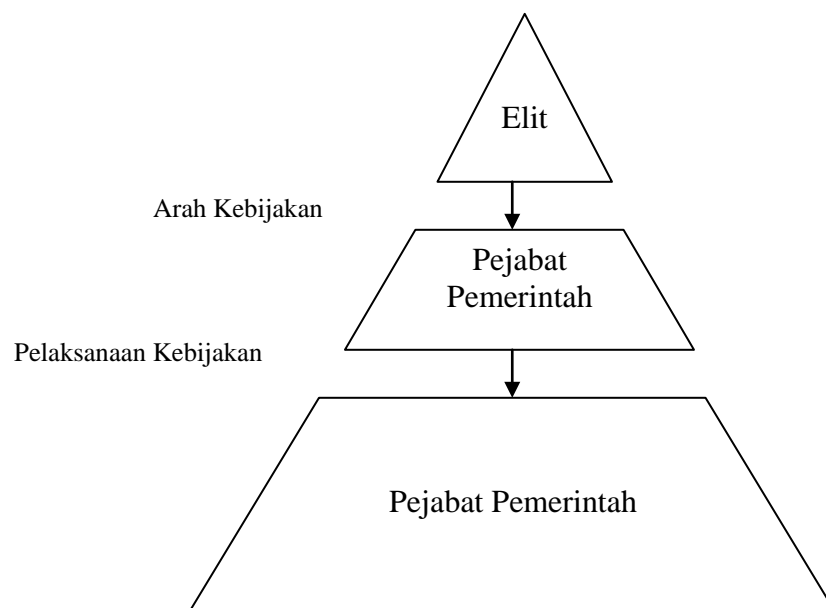 Elit
Arah Kebijakan
Pejabat
Pemerintah
Pelaksanaan Kebijakan
Pejabat Pemerintah